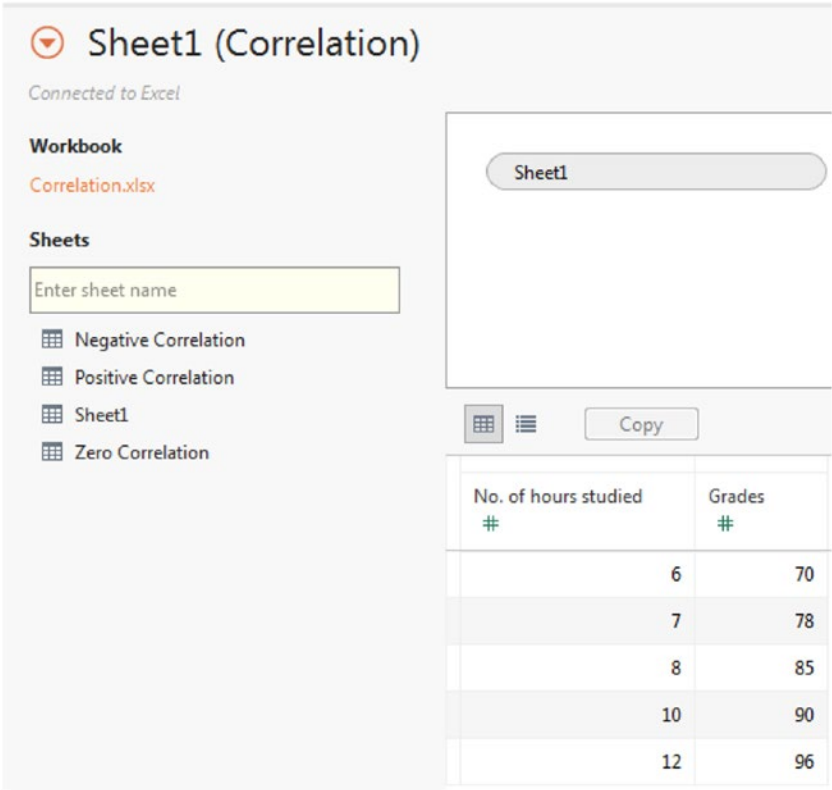 Sheet1 (Correlation)
Connected to Excel
Workbook
Correlation.xlsx
Sheets
Enter sheet name
Negative Correlation
Positive Correlation
Sheet1
Zero Correlation
Sheet1
Copy
No. of hours studied Grades
# #
6 70
7 78
8 85
10 90
12 96